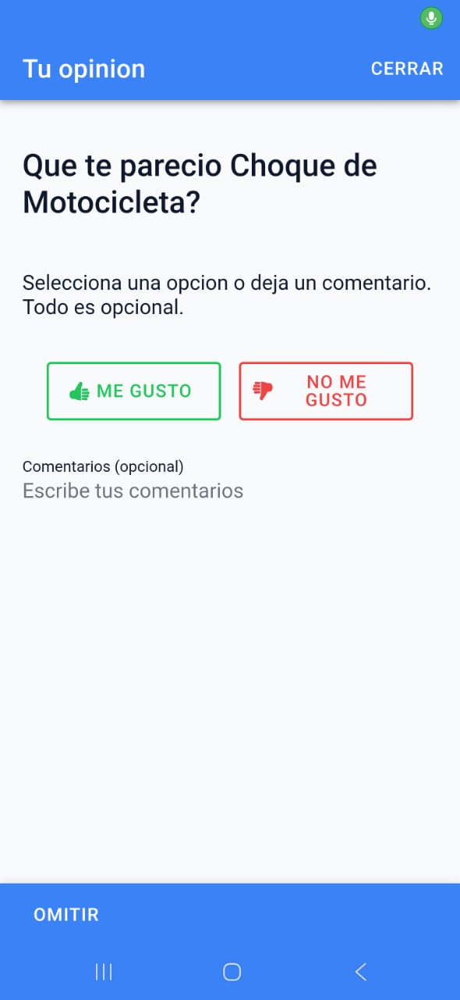 Tu opinion
CERRAR
Que te parecio Choque de
Motocicleta?
Selecciona una opcion o deja un comentario.
Todo es opcional.
ME GUSTO
NO ME
GUSTO
Comentarios (opcional)
Escribe tus comentarios
OMITIR